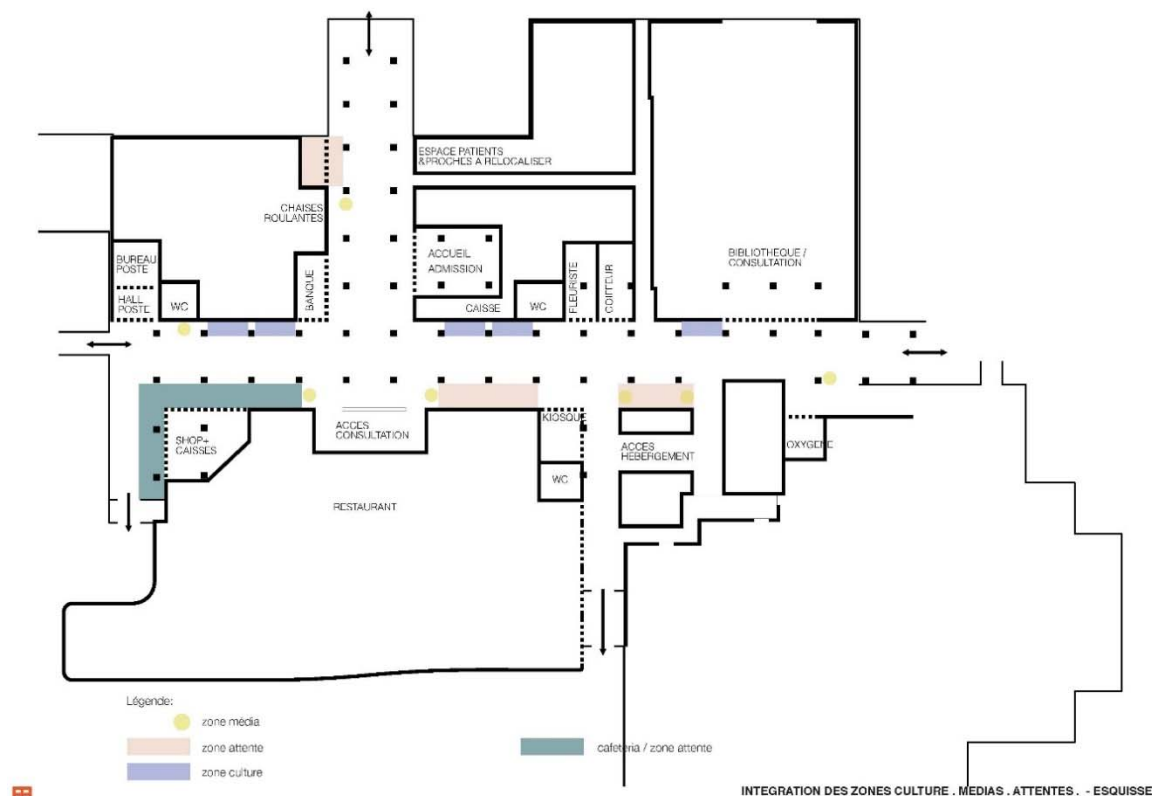 ESPACE PATIENTS
&PROCHES A RELOCALISER
CHAISES
ROULANTES
BUREAU
POSTE
HALL
POSTE
WC
BANQUE
ACCUEIL
ADMISSION
CAISSE
WC
FLEURISTE
COIFFEUR
BIBLIOTHEQUE /
CONSULTATION
SHOP+
CAISSES
ACCES
CONSULTATION
KIOSQUE
WC
ACCES
HEBERGEMENT
OXYGENE
RESTAURANT
Légende:
zone média
zone attente
zone culture
cafeteria / zone attente
INTEGRATION DES ZONES CULTURE . MEDIAS . ATTENTES . - ESQUISSE